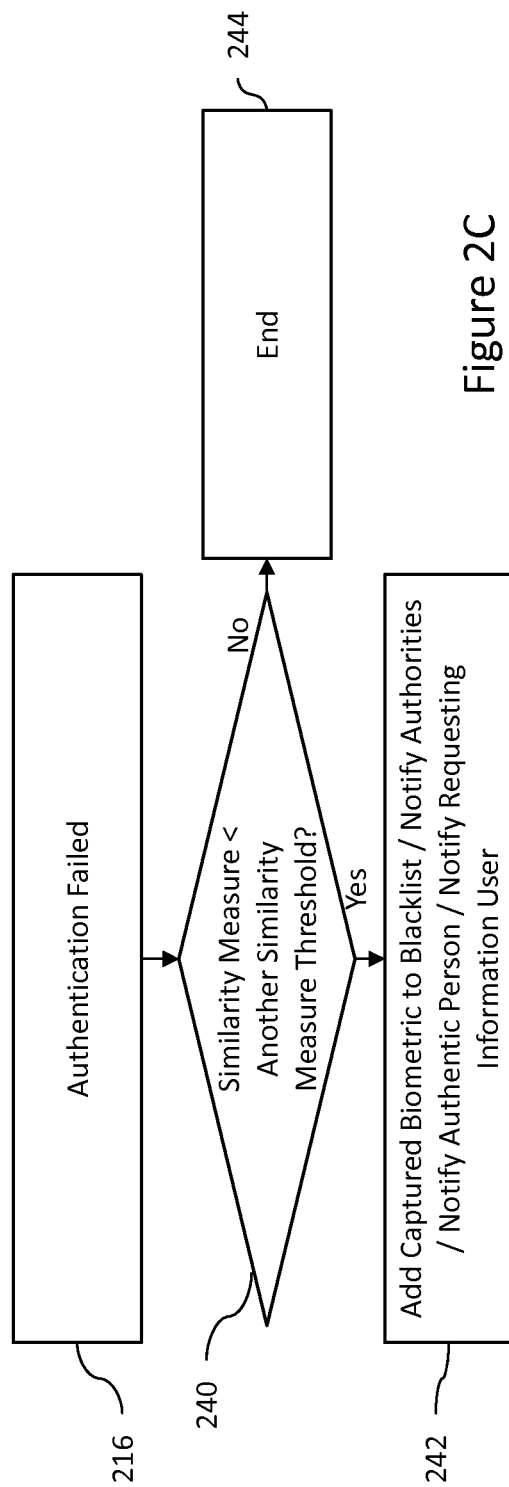 216
Authentication Failed
240
Similarity Measure <
Another Similarity
Measure Threshold?
No
Yes
End
244
242
Add Captured Biometric to Blacklist / Notify Authorities
/ Notify Authentic Person / Notify Requesting
Information User
Figure 2C